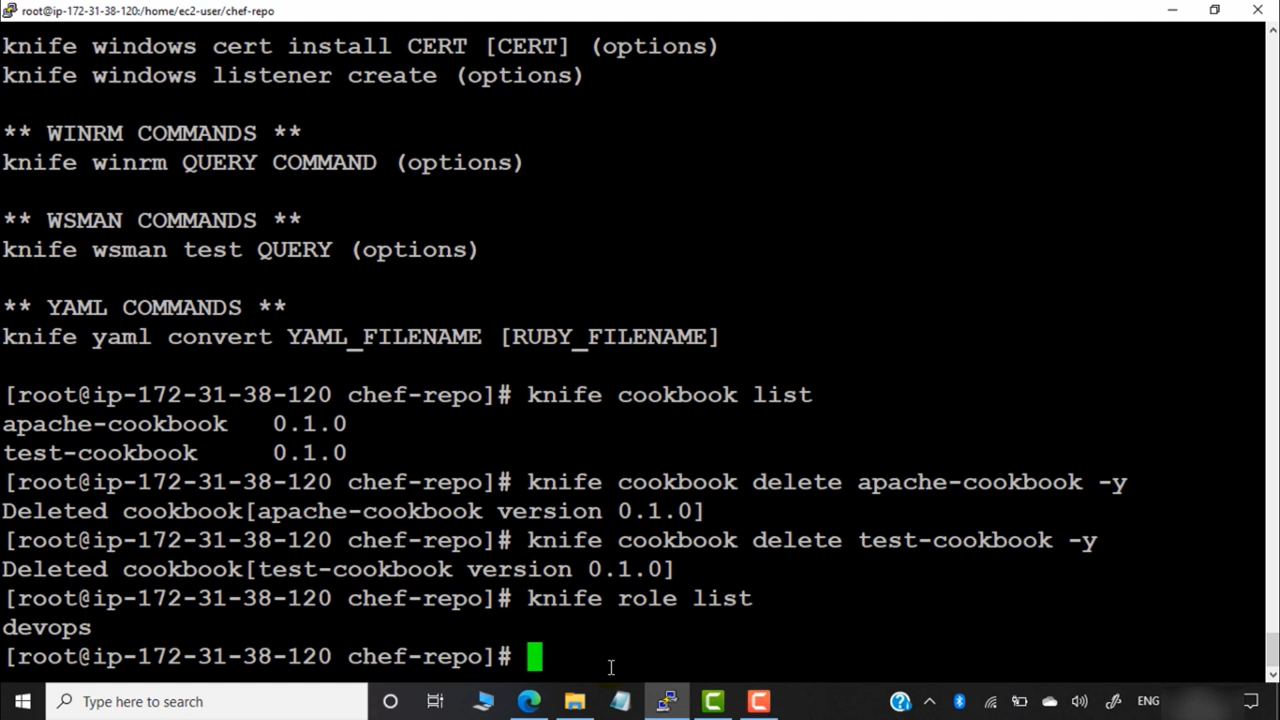 root@ip-172-31-38-120:/home/ec2-user/chef-repo
knife windows cert install CERT [CERT] (options)
knife windows listener create (options)
** WINRM COMMANDS **
knife winrm QUERY COMMAND (options)
** WSMAN COMMANDS **
knife wsman test QUERY (options)
** YAML COMMANDS **
knife yaml convert YAML_FILENAME [RUBY_FILENAME]
[root@ip-172-31-38-120 chef-repo]# knife cookbook list
apache-cookbook   0.1.0
test-cookbook     0.1.0
[root@ip-172-31-38-120 chef-repo]# knife cookbook delete apache-cookbook -y
Deleted cookbook[apache-cookbook version 0.1.0]
[root@ip-172-31-38-120 chef-repo]# knife cookbook delete test-cookbook -y
Deleted cookbook[test-cookbook version 0.1.0]
[root@ip-172-31-38-120 chef-repo]# knife role list
devops
[root@ip-172-31-38-120 chef-repo]#
Type here to search
ENG